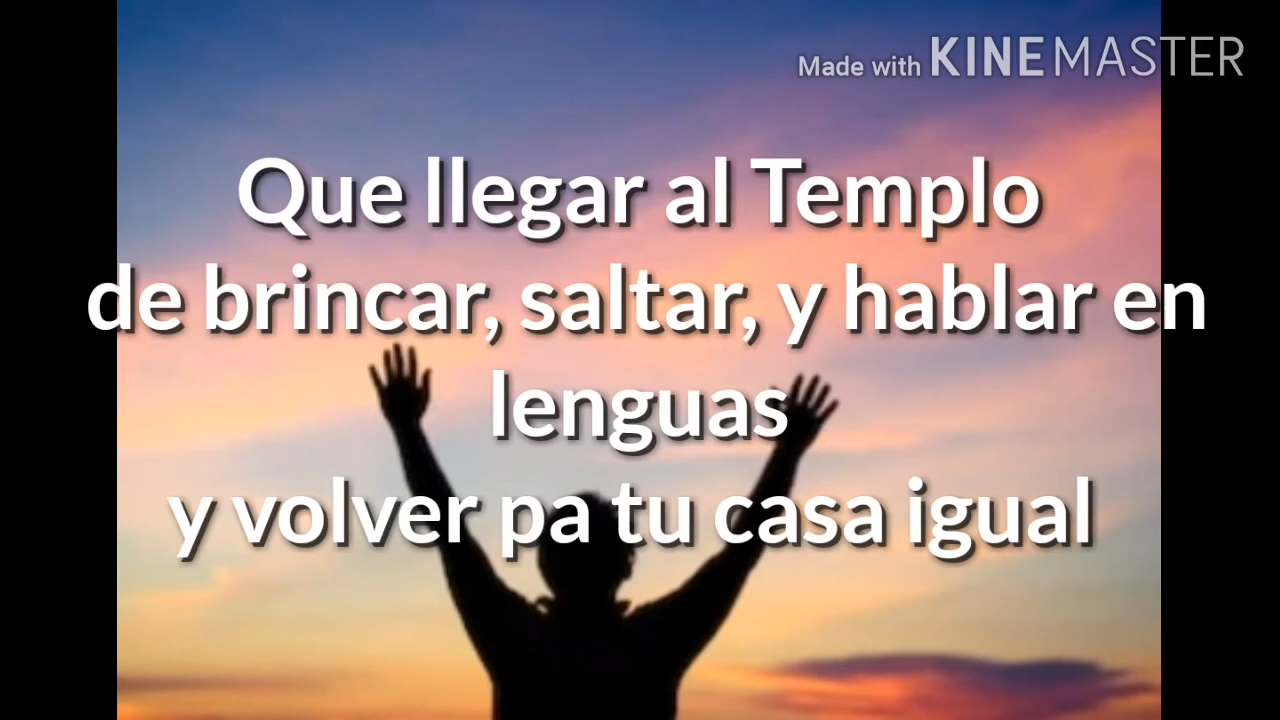 Made with KINEMASTER
Que llegar al Templo
de brincar, saltar, y hablar en
lenguas
y volver pa tu casa igual